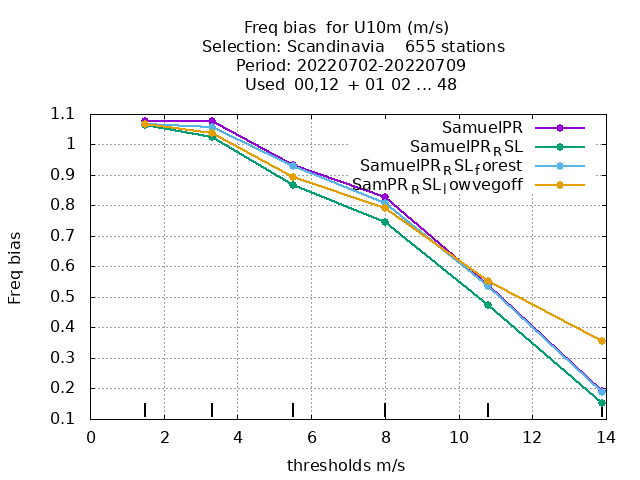 Freq bias  for U10m (m/s)
Selection: Scandinavia    655 stations
Period: 20220702-20220709
Used  00,12  + 01 02 ... 48
SamuelPR
SamuelPR_RSL
SamuelPR_RSL_forest
SamPR_RSL_lowvegoff
Freq bias
1.1
1
0.9
0.8
0.7
0.6
0.5
0.4
0.3
0.2
0.1
0 2 4 6 8 10 12 14
thresholds m/s